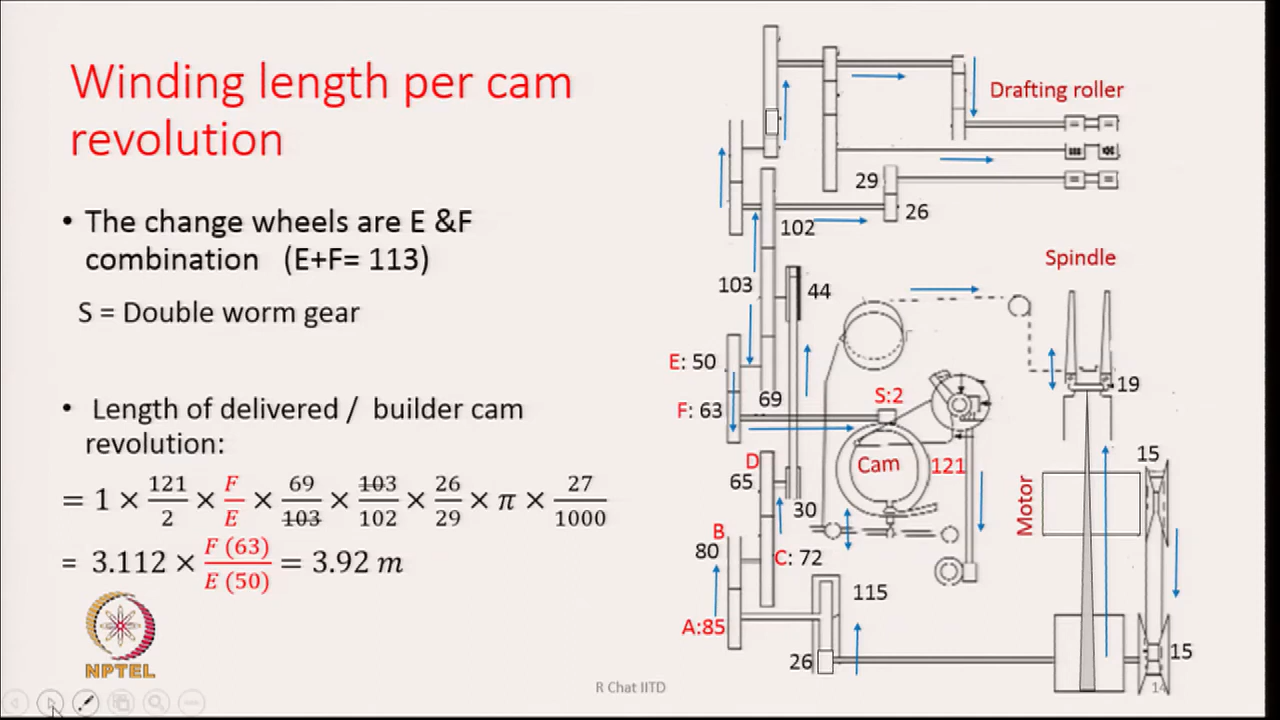 Winding length per cam
revolution
• The change wheels are E &F
combination (E+F= 113)
S = Double worm gear
• Length of delivered / builder cam
revolution:
= 1 × 121/2 × F/E × 69/103 × 103/102 × 26/29 × π × 27/1000
= 3.112 × F (63)/E (50) = 3.92 m
NPTEL
Drafting roller
29
26
102
Spindle
103
44
E: 50
19
S:2
69
F: 63
Cam
121
D
65
15
30
Motor
B
80
C: 72
115
A:85
26
15
R Chat IITD
14